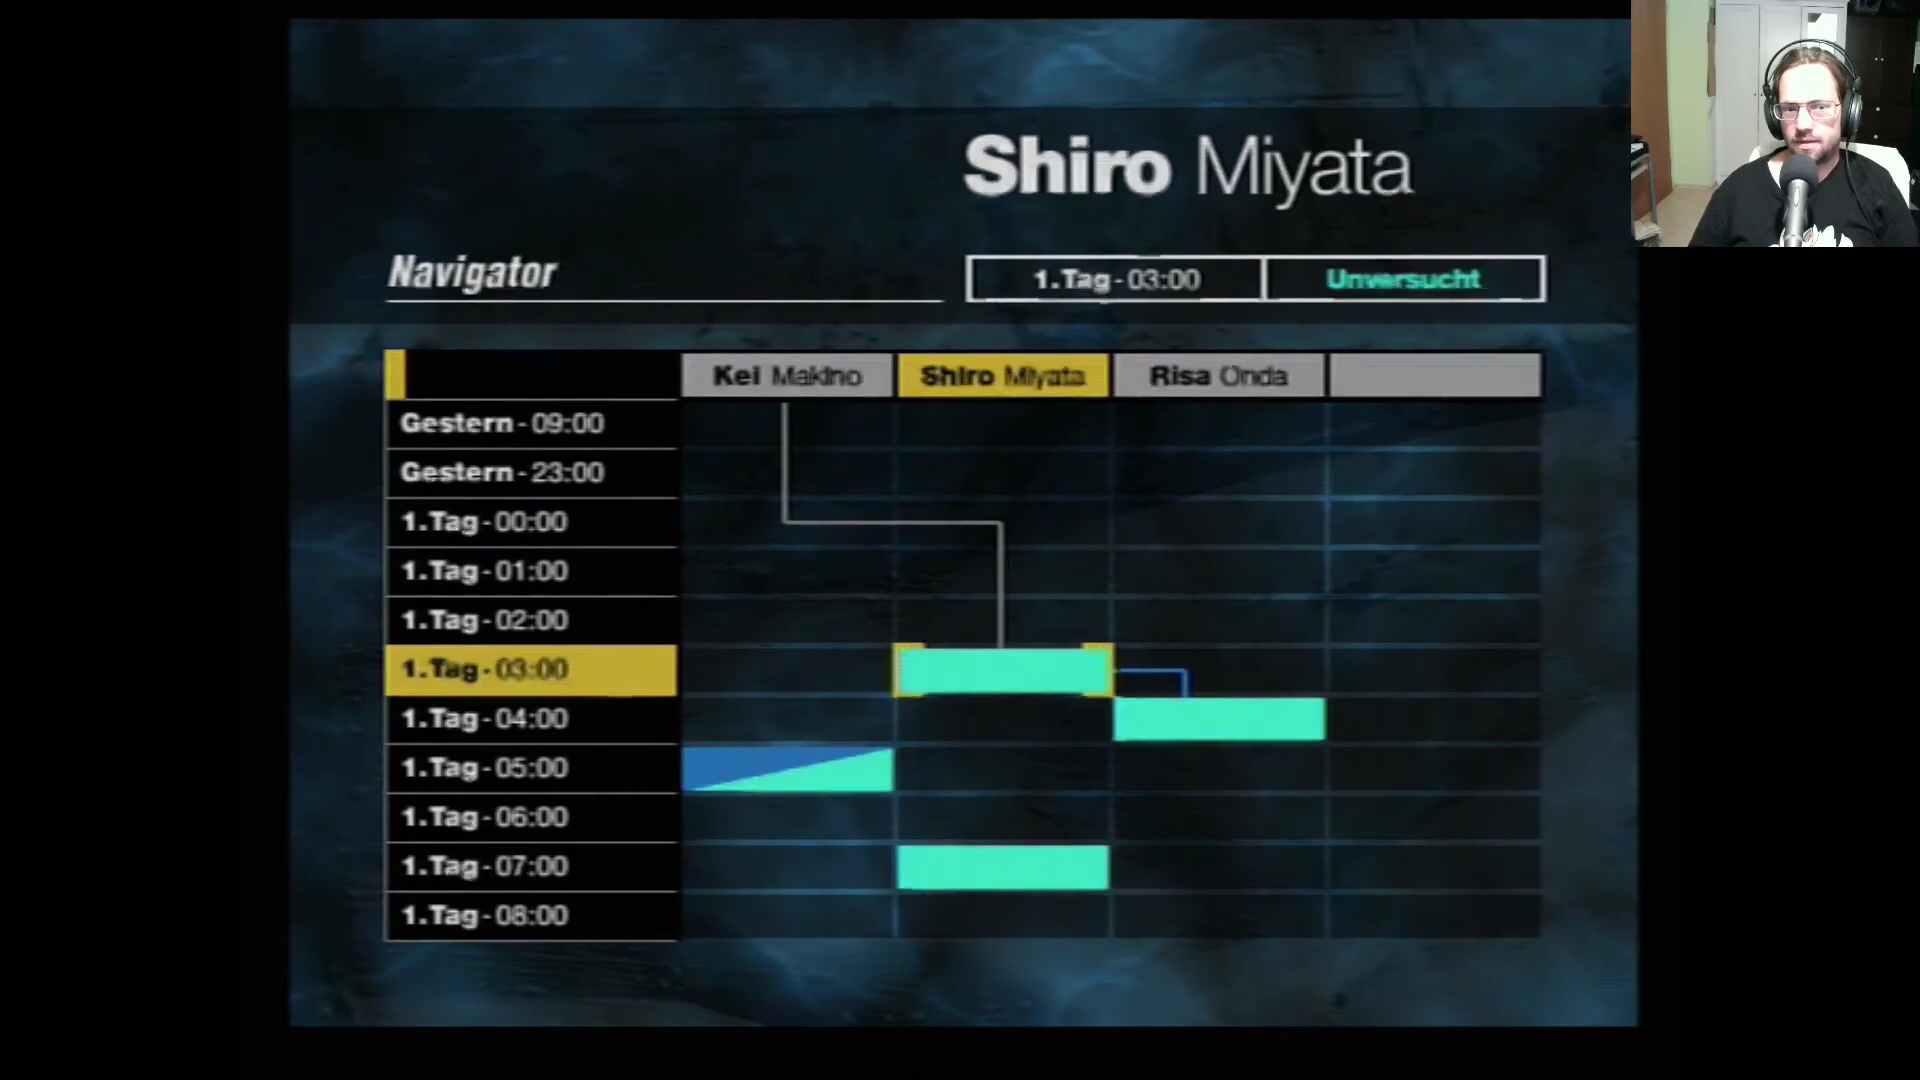 Shiro Miyata
Navigator
1.Tag - 03:00
Unversucht
Kei Makino
Shiro Miyata
Risa Onda
Gestern - 09:00
Gestern - 23:00
1.Tag - 00:00
1.Tag - 01:00
1.Tag - 02:00
1.Tag - 03:00
1.Tag - 04:00
1.Tag - 05:00
1.Tag - 06:00
1.Tag - 07:00
1.Tag - 08:00